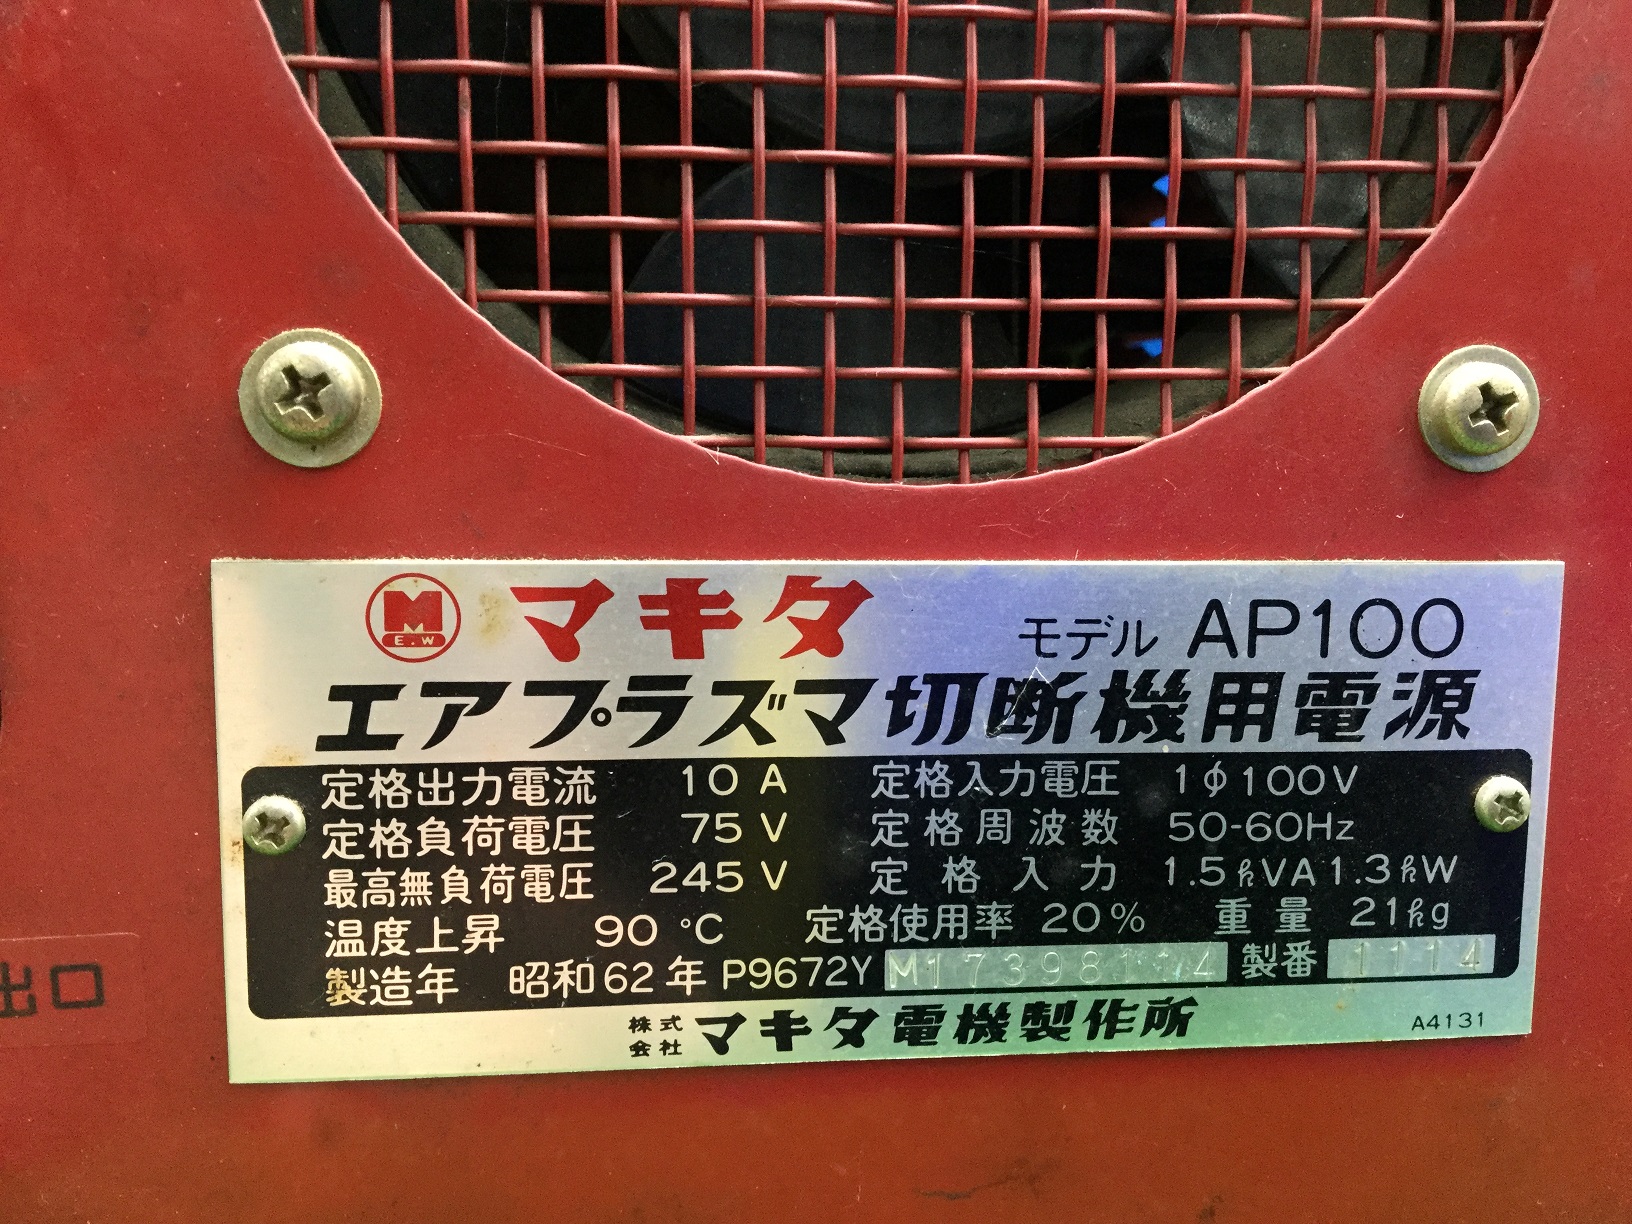 M
E.W
マキタ
モデル AP100
エアプラズマ切断機用電源
定格出力電流 10 A 定格入力電圧 1φ100V
定格負荷電圧 75 V 定格周波数 50-60Hz
最高無負荷電圧 245 V 定格入力 1.5kVA 1.3kW
温度上昇 90 ℃ 定格使用率 20% 重量 21kg
製造年 昭和62年 P9672Y M17398114 製番 1114
株式会社 マキタ電機製作所
A4131
出口